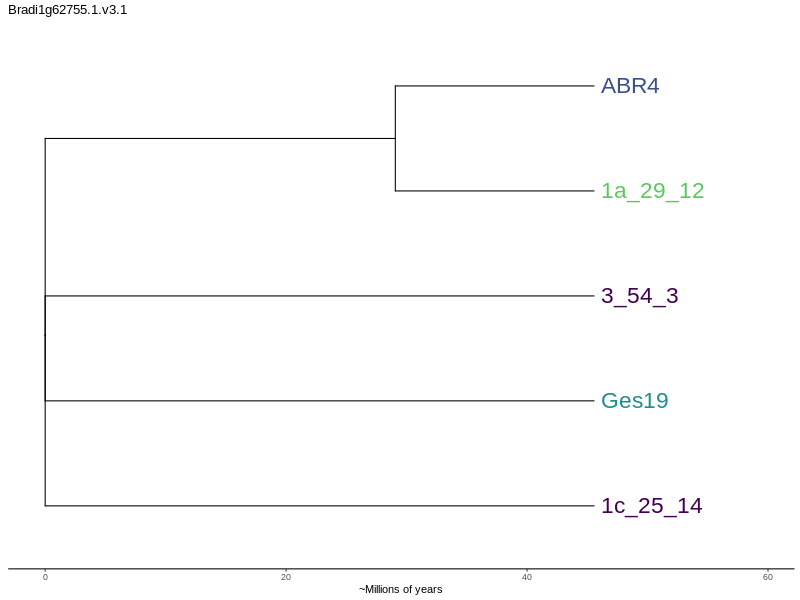 Bradi1g62755.1.v3.1
ABR4
1a_29_12
3_54_3
Ges19
1c_25_14
0 20 40 60
~Millions of years